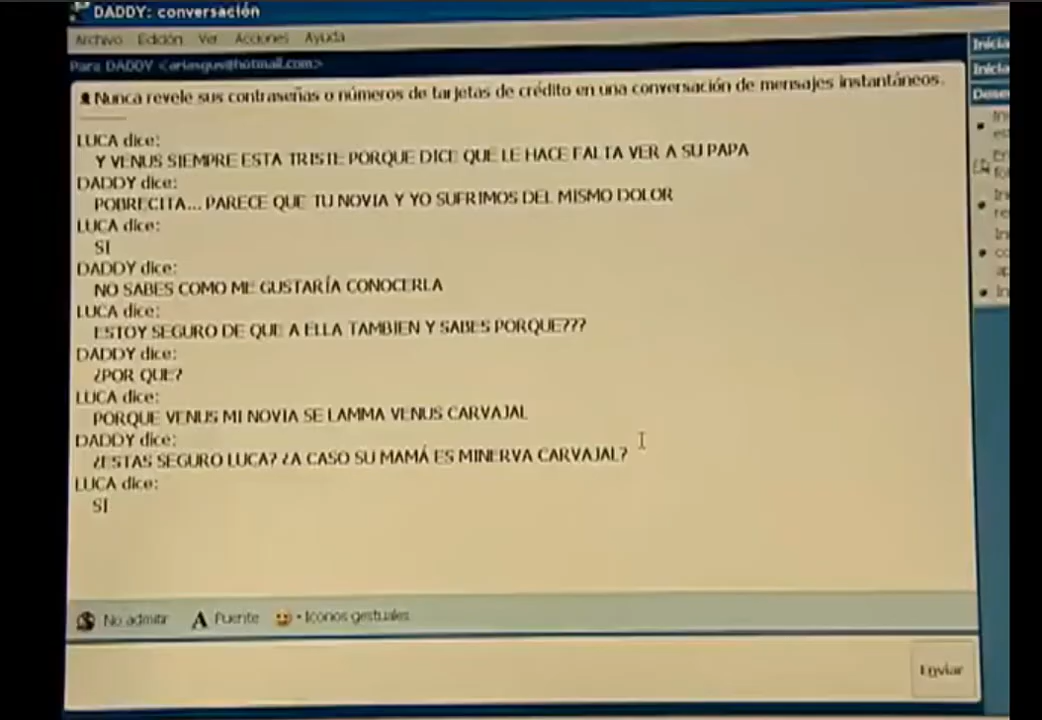 DADDY: conversación
Archivo Edición Ver Acciones Ayuda
Para DADDY
Nunca revele sus contraseñas o números de tarjetas de crédito en una conversación de mensajes instantáneos.
LUCA dice:
Y VENUS SIEMPRE ESTA TRISTE PORQUE DICE QUE LE HACE FALTA VER A SU PAPA
DADDY dice:
POBRECITA... PARECE QUE TU NOVIA Y YO SUFRIMOS DEL MISMO DOLOR
LUCA dice:
SI
DADDY dice:
NO SABES COMO ME GUSTARÍA CONOCERLA
LUCA dice:
ESTOY SEGURO DE QUE A ELLA TAMBIEN Y SABES PORQUE???
DADDY dice:
¿POR QUE?
LUCA dice:
PORQUE VENUS MI NOVIA SE LAMMA VENUS CARVAJAL
DADDY dice:
¿ESTAS SEGURO LUCA? ¿A CASO SU MAMÁ ES MINERVA CARVAJAL?
LUCA dice:
SI
No admitir A Fuente Iconos gestuales
Enviar